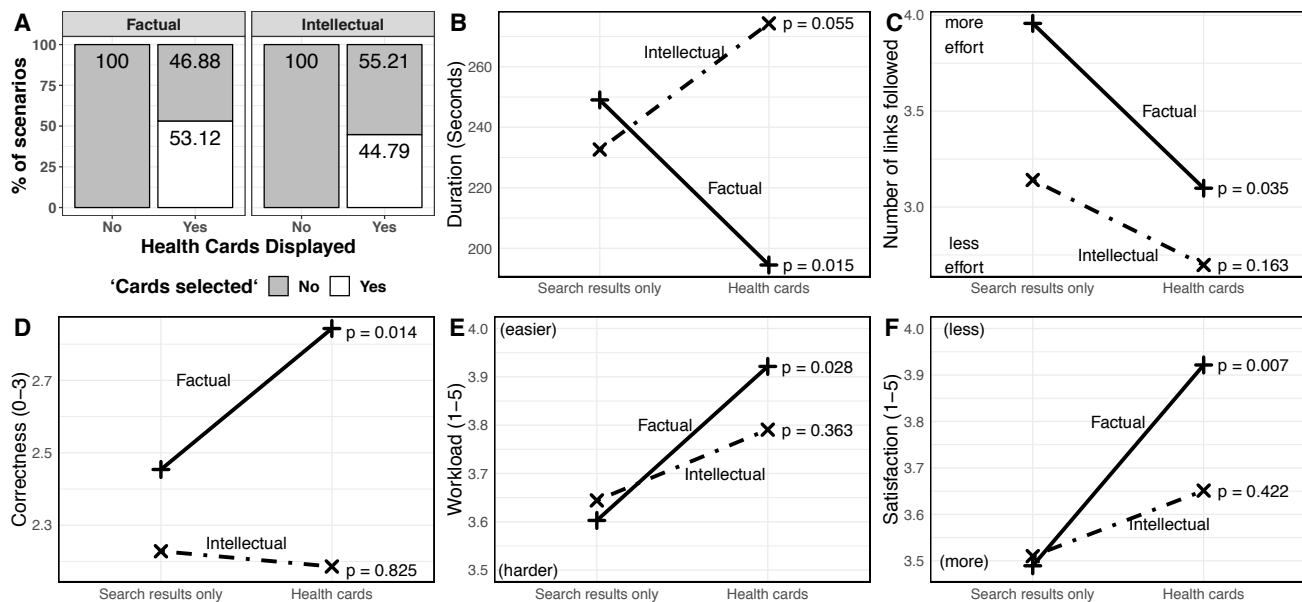 A
Factual
Intellectual
% of scenarios
100
75
50
25
0
100
46.88
53.12
100
55.21
44.79
No
Yes
No
Yes
Health Cards Displayed
‘Cards selected‘
No
Yes
B
Duration (Seconds)
260
240
220
200
Intellectual
p = 0.055
Factual
p = 0.015
Search results only
Health cards
C
Number of links followed
4.0
3.5
3.0
more
effort
Factual
p = 0.035
less
effort
Intellectual
p = 0.163
Search results only
Health cards
D
Correctness (0−3)
2.7
2.5
2.3
Factual
p = 0.014
Intellectual
p = 0.825
Search results only
Health cards
E
Workload (1−5)
4.0
3.9
3.8
3.7
3.6
3.5
(easier)
p = 0.028
Factual
p = 0.363
Intellectual
(harder)
Search results only
Health cards
F
Satisfaction (1−5)
4.0
3.9
3.8
3.7
3.6
3.5
(less)
p = 0.007
Factual
p = 0.422
Intellectual
(more)
Search results only
Health cards